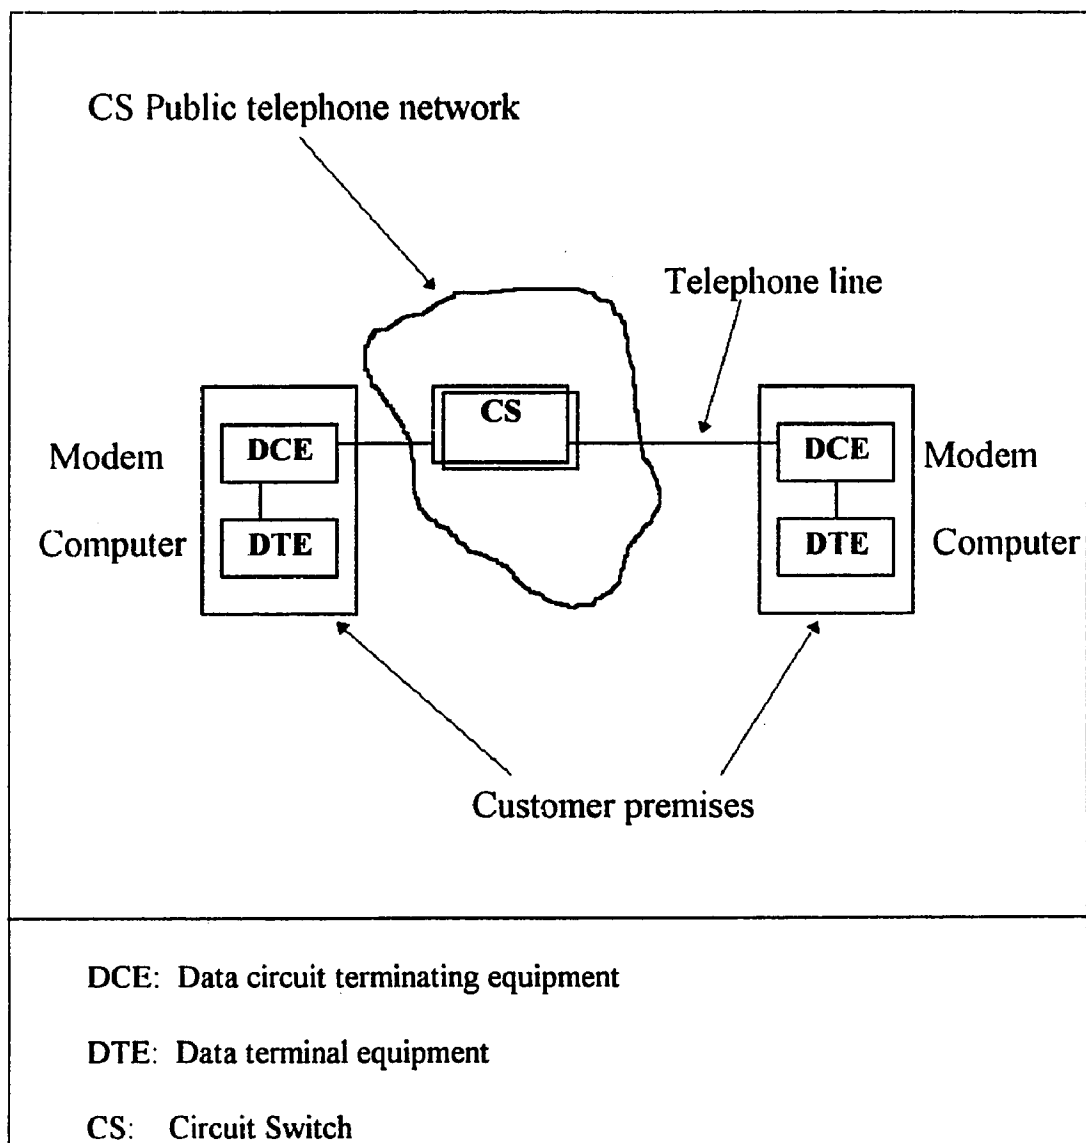 CS Public telephone network
Telephone line
CS
Modem
DCE
DCE
Modem
Computer
DTE
DTE
Computer
Customer premises
DCE: Data circuit terminating equipment
DTE: Data terminal equipment
CS: Circuit Switch